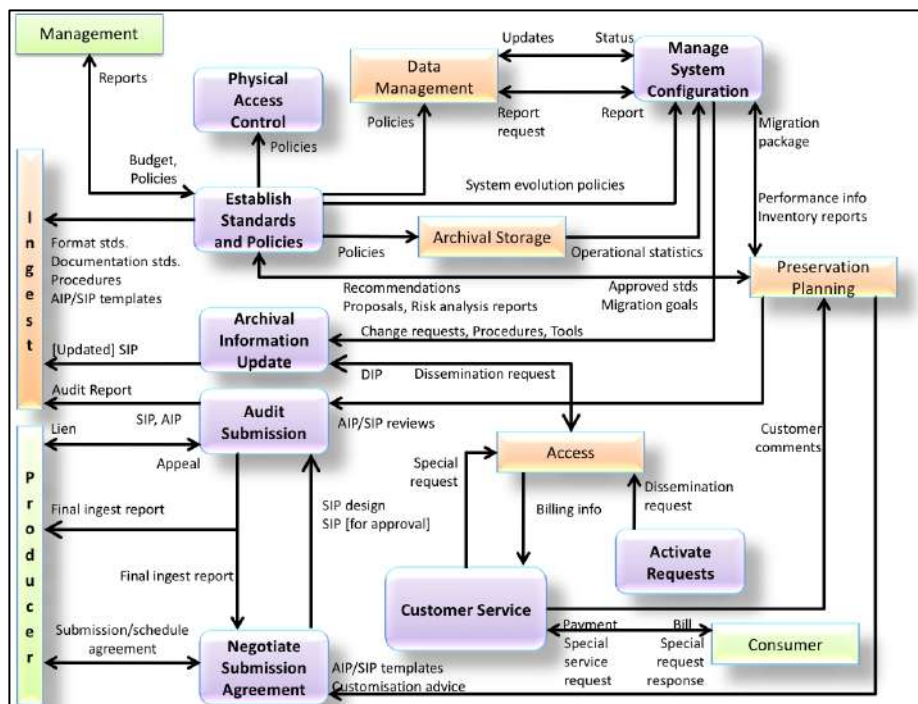 Management
Updates
Status
Manage
System
Configuration
Reports
Physical
Access
Control
Data
Management
Report
request
Report
Policies
Policies
Migration
package
Budget,
Policies
System evolution policies
Performance info
Inventory reports
Ingest
Establish
Standards
and Policies
Format stds.
Documentation stds.
Procedures
AIP/SIP templates
Policies
Archival Storage
Operational statistics
Preservation
Planning
Recommendations
Proposals, Risk analysis reports
Approved stds
Migration goals
Archival
Information
Update
Change requests, Procedures, Tools
[Updated] SIP
DIP
Dissemination request
Audit Report
SIP, AIP
Audit
Submission
AIP/SIP reviews
Customer
comments
Producer
Lien
Appeal
Access
Special
request
Dissemination
request
SIP design
SIP [for approval]
Billing info
Final ingest report
Activate
Requests
Final ingest report
Customer Service
Submission/schedule
agreement
Negotiate
Submission
Agreement
Payment
Special
service
request
Bill
Special
request
response
Consumer
AIP/SIP templates
Customisation advice